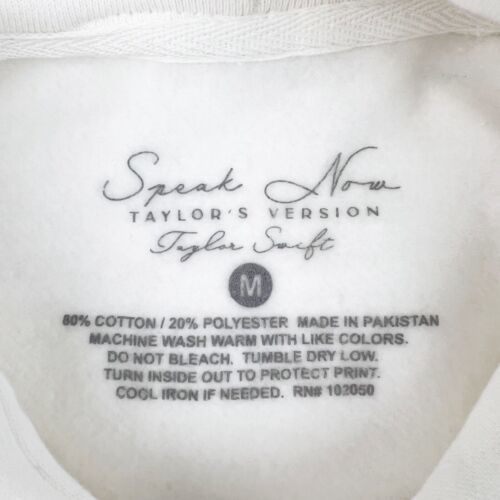 Speak Now
TAYLOR'S VERSION
Taylor Swift
M
80% COTTON / 20% POLYESTER MADE IN PAKISTAN
MACHINE WASH WARM WITH LIKE COLORS.
DO NOT BLEACH. TUMBLE DRY LOW.
TURN INSIDE OUT TO PROTECT PRINT.
COOL IRON IF NEEDED. RN# 102050